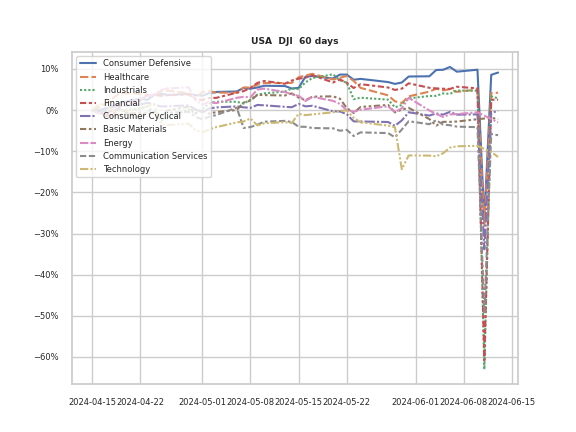 USA DJI 60 days
Consumer Defensive
Healthcare
Industrials
Financial
Consumer Cyclical
Basic Materials
Energy
Communication Services
Technology
10%
0%
−10%
−20%
−30%
−40%
−50%
−60%
2024-04-15 2024-04-22 2024-05-01 2024-05-08 2024-05-15 2024-05-22 2024-06-01 2024-06-08 2024-06-15